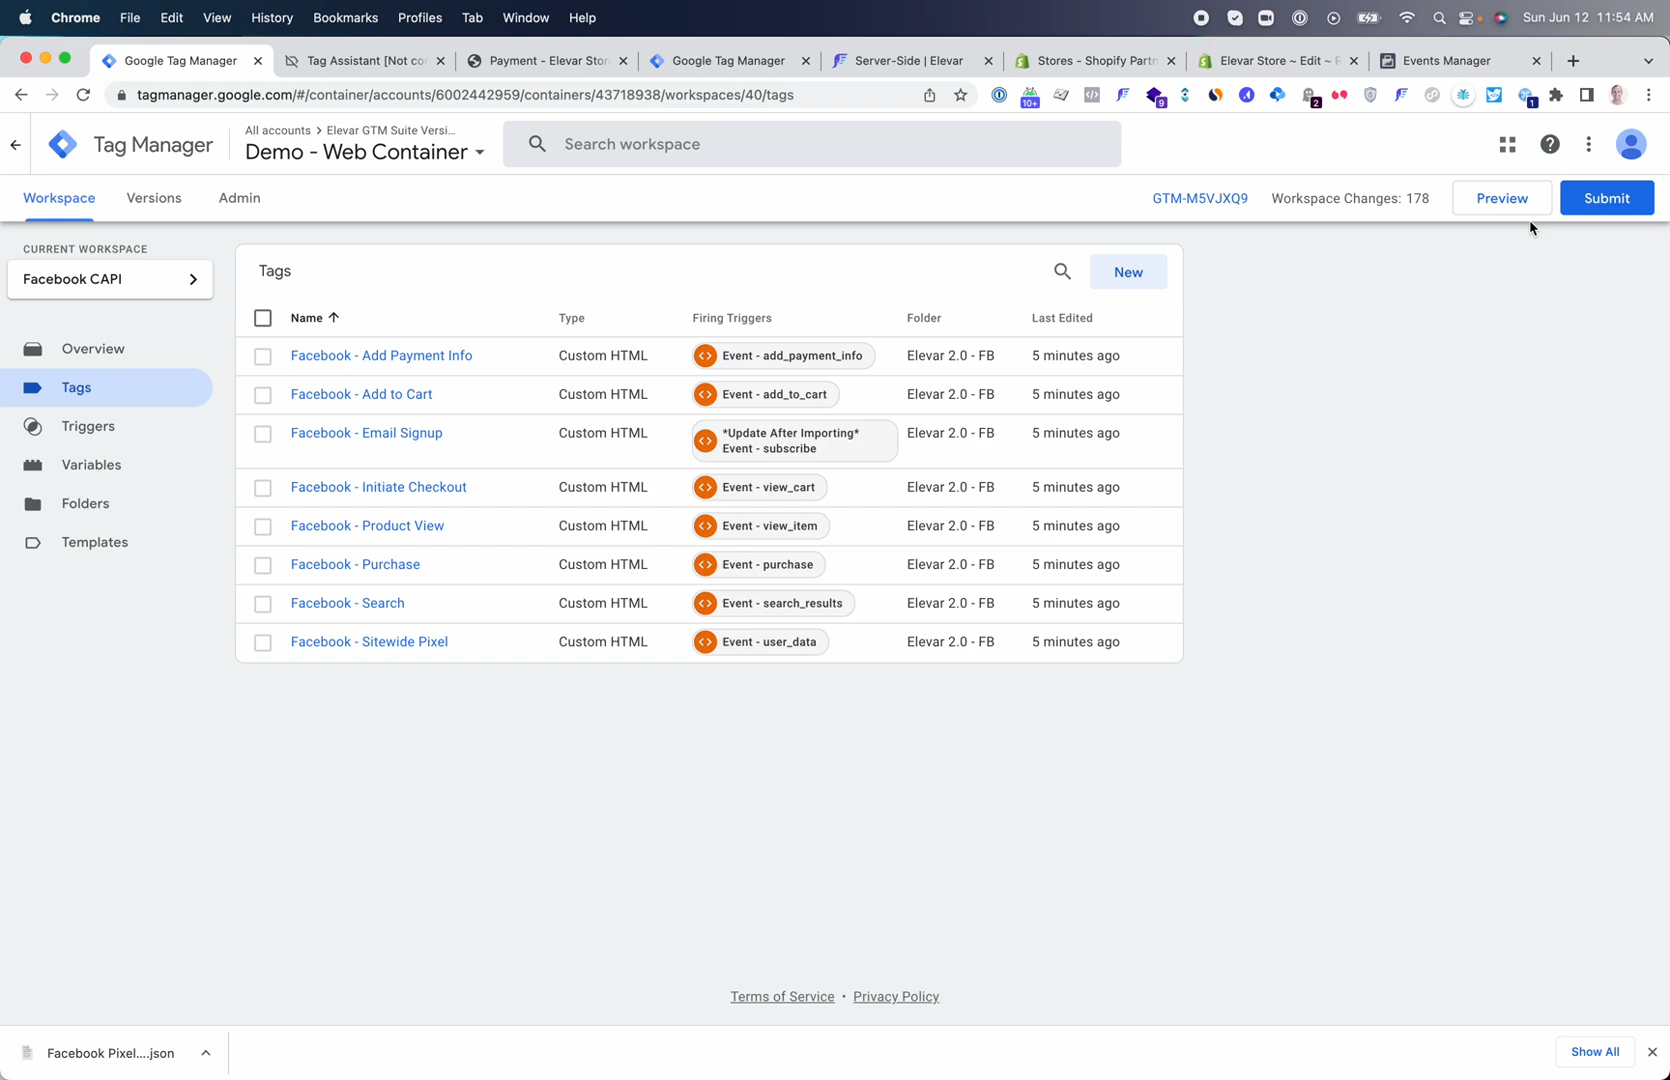 Chrome File Edit View History Bookmarks Profiles Tab Window Help Sun Jun 12 11:54 AM
Google Tag Manager Tag Assistant [Not co Payment - Elevar Stor Google Tag Manager Server-Side | Elevar Stores - Shopify Partn Elevar Store ~ Edit ~ R Events Manager
tagmanager.google.com/#/container/accounts/6002442959/containers/43718938/workspaces/40/tags 10+ 9 2 1
All accounts > Elevar GTM Suite Versi...
Tag Manager Demo - Web Container Search workspace
Workspace Versions Admin GTM-M5VJXQ9 Workspace Changes: 178 Preview Submit
CURRENT WORKSPACE
Facebook CAPI
Overview
Tags
Triggers
Variables
Folders
Templates
Tags New
Name Type Firing Triggers Folder Last Edited
Facebook - Add Payment Info Custom HTML Event - add_payment_info Elevar 2.0 - FB 5 minutes ago
Facebook - Add to Cart Custom HTML Event - add_to_cart Elevar 2.0 - FB 5 minutes ago
Facebook - Email Signup Custom HTML *Update After Importing* Elevar 2.0 - FB 5 minutes ago
Event - subscribe
Facebook - Initiate Checkout Custom HTML Event - view_cart Elevar 2.0 - FB 5 minutes ago
Facebook - Product View Custom HTML Event - view_item Elevar 2.0 - FB 5 minutes ago
Facebook - Purchase Custom HTML Event - purchase Elevar 2.0 - FB 5 minutes ago
Facebook - Search Custom HTML Event - search_results Elevar 2.0 - FB 5 minutes ago
Facebook - Sitewide Pixel Custom HTML Event - user_data Elevar 2.0 - FB 5 minutes ago
Terms of Service · Privacy Policy
Facebook Pixel....json Show All